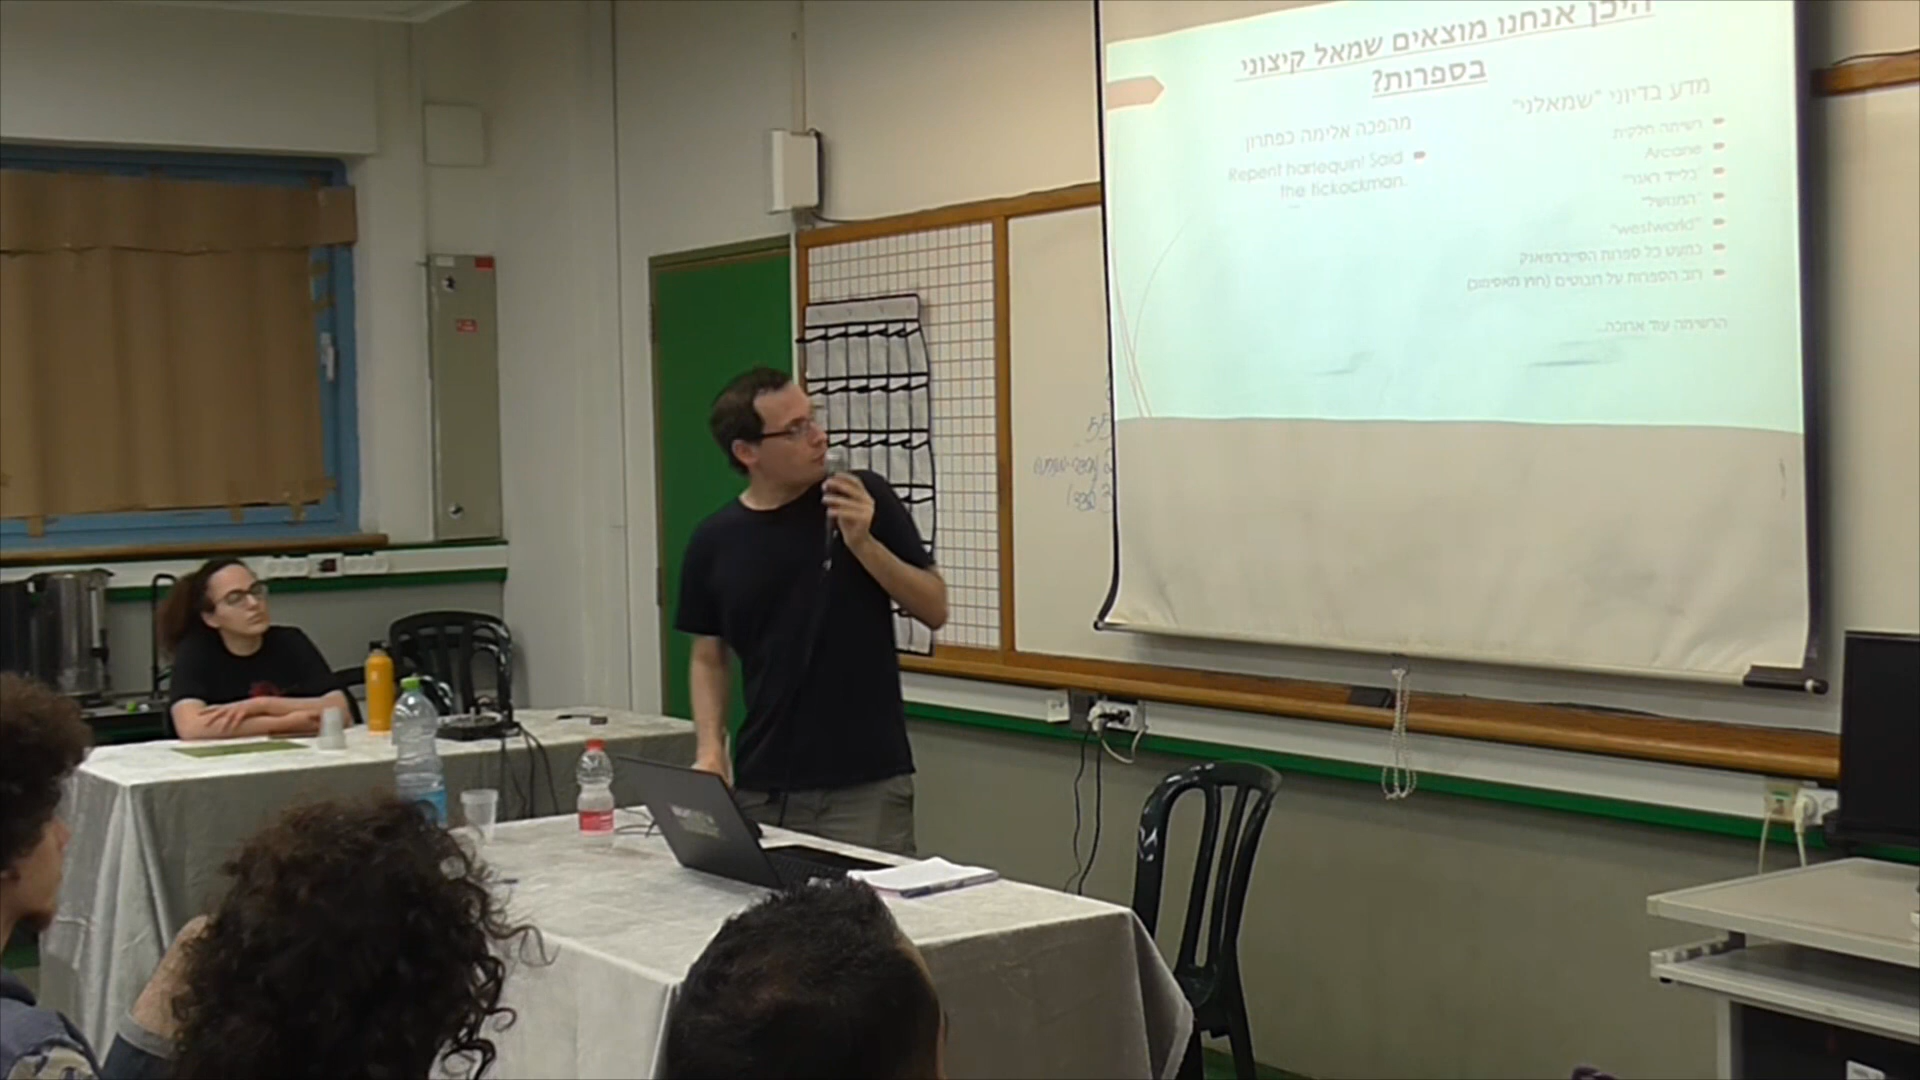 היכן אנחנו מוצאים שמאל קיצוני
בספרות?
מדע בדיוני "שמאלני"
רשימה חלקית
Arcane
"בלייד ראנר"
"המנושל"
"westworld"
כמעט כל ספרות הסייברפאנק
רוב הספרות על רובוטים (חוץ מאסימוב)
הרשימה עוד ארוכה...
מהפכה אלימה כפתרון
Repent harlequin! Said
the tickockman.